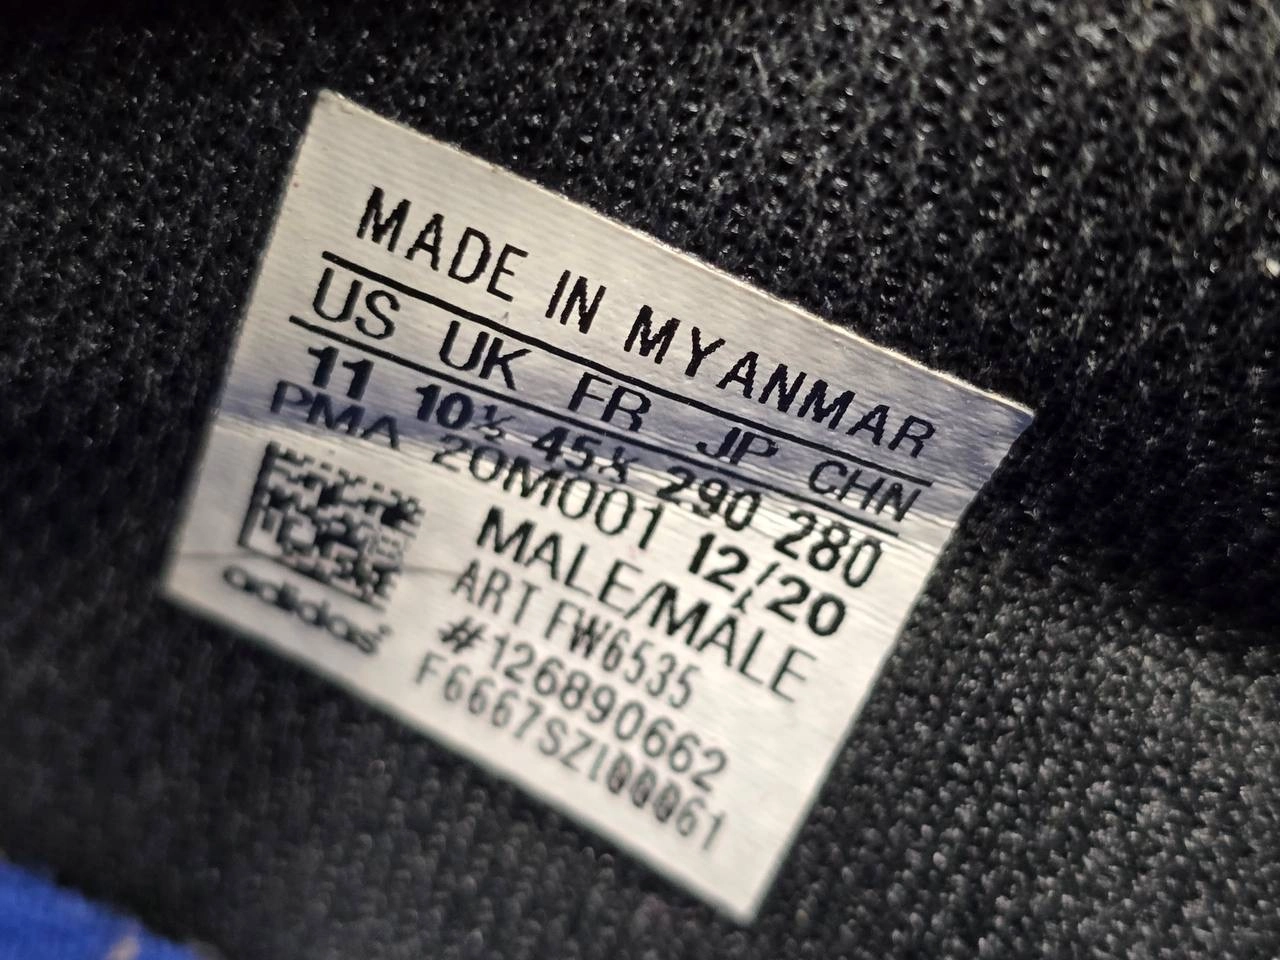 MADE IN MYANMAR
US UK FR JP CHN
11 10½ 45⅓ 290 280
PMA 20M001 12/20
MALE/MALE
ART FW6535
#126890662
F6667SZI00061
adidas